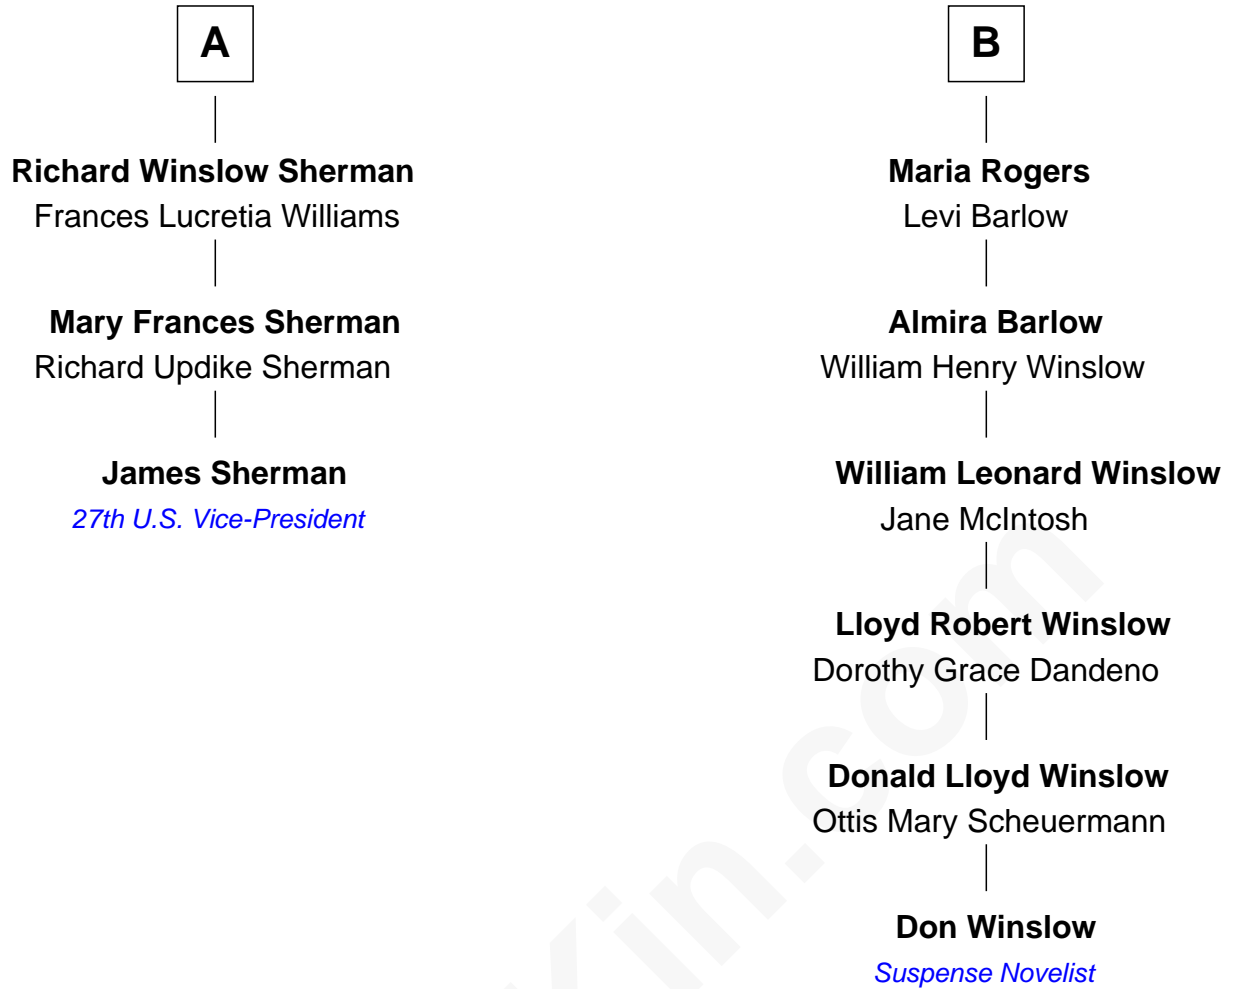 A
Richard Winslow Sherman
Frances Lucretia Williams
Mary Frances Sherman
Richard Updike Sherman
James Sherman
27th U.S. Vice-President
B
Maria Rogers
Levi Barlow
Almira Barlow
William Henry Winslow
William Leonard Winslow
Jane McIntosh
Lloyd Robert Winslow
Dorothy Grace Dandeno
Donald Lloyd Winslow
Ottis Mary Scheuermann
Don Winslow
Suspense Novelist